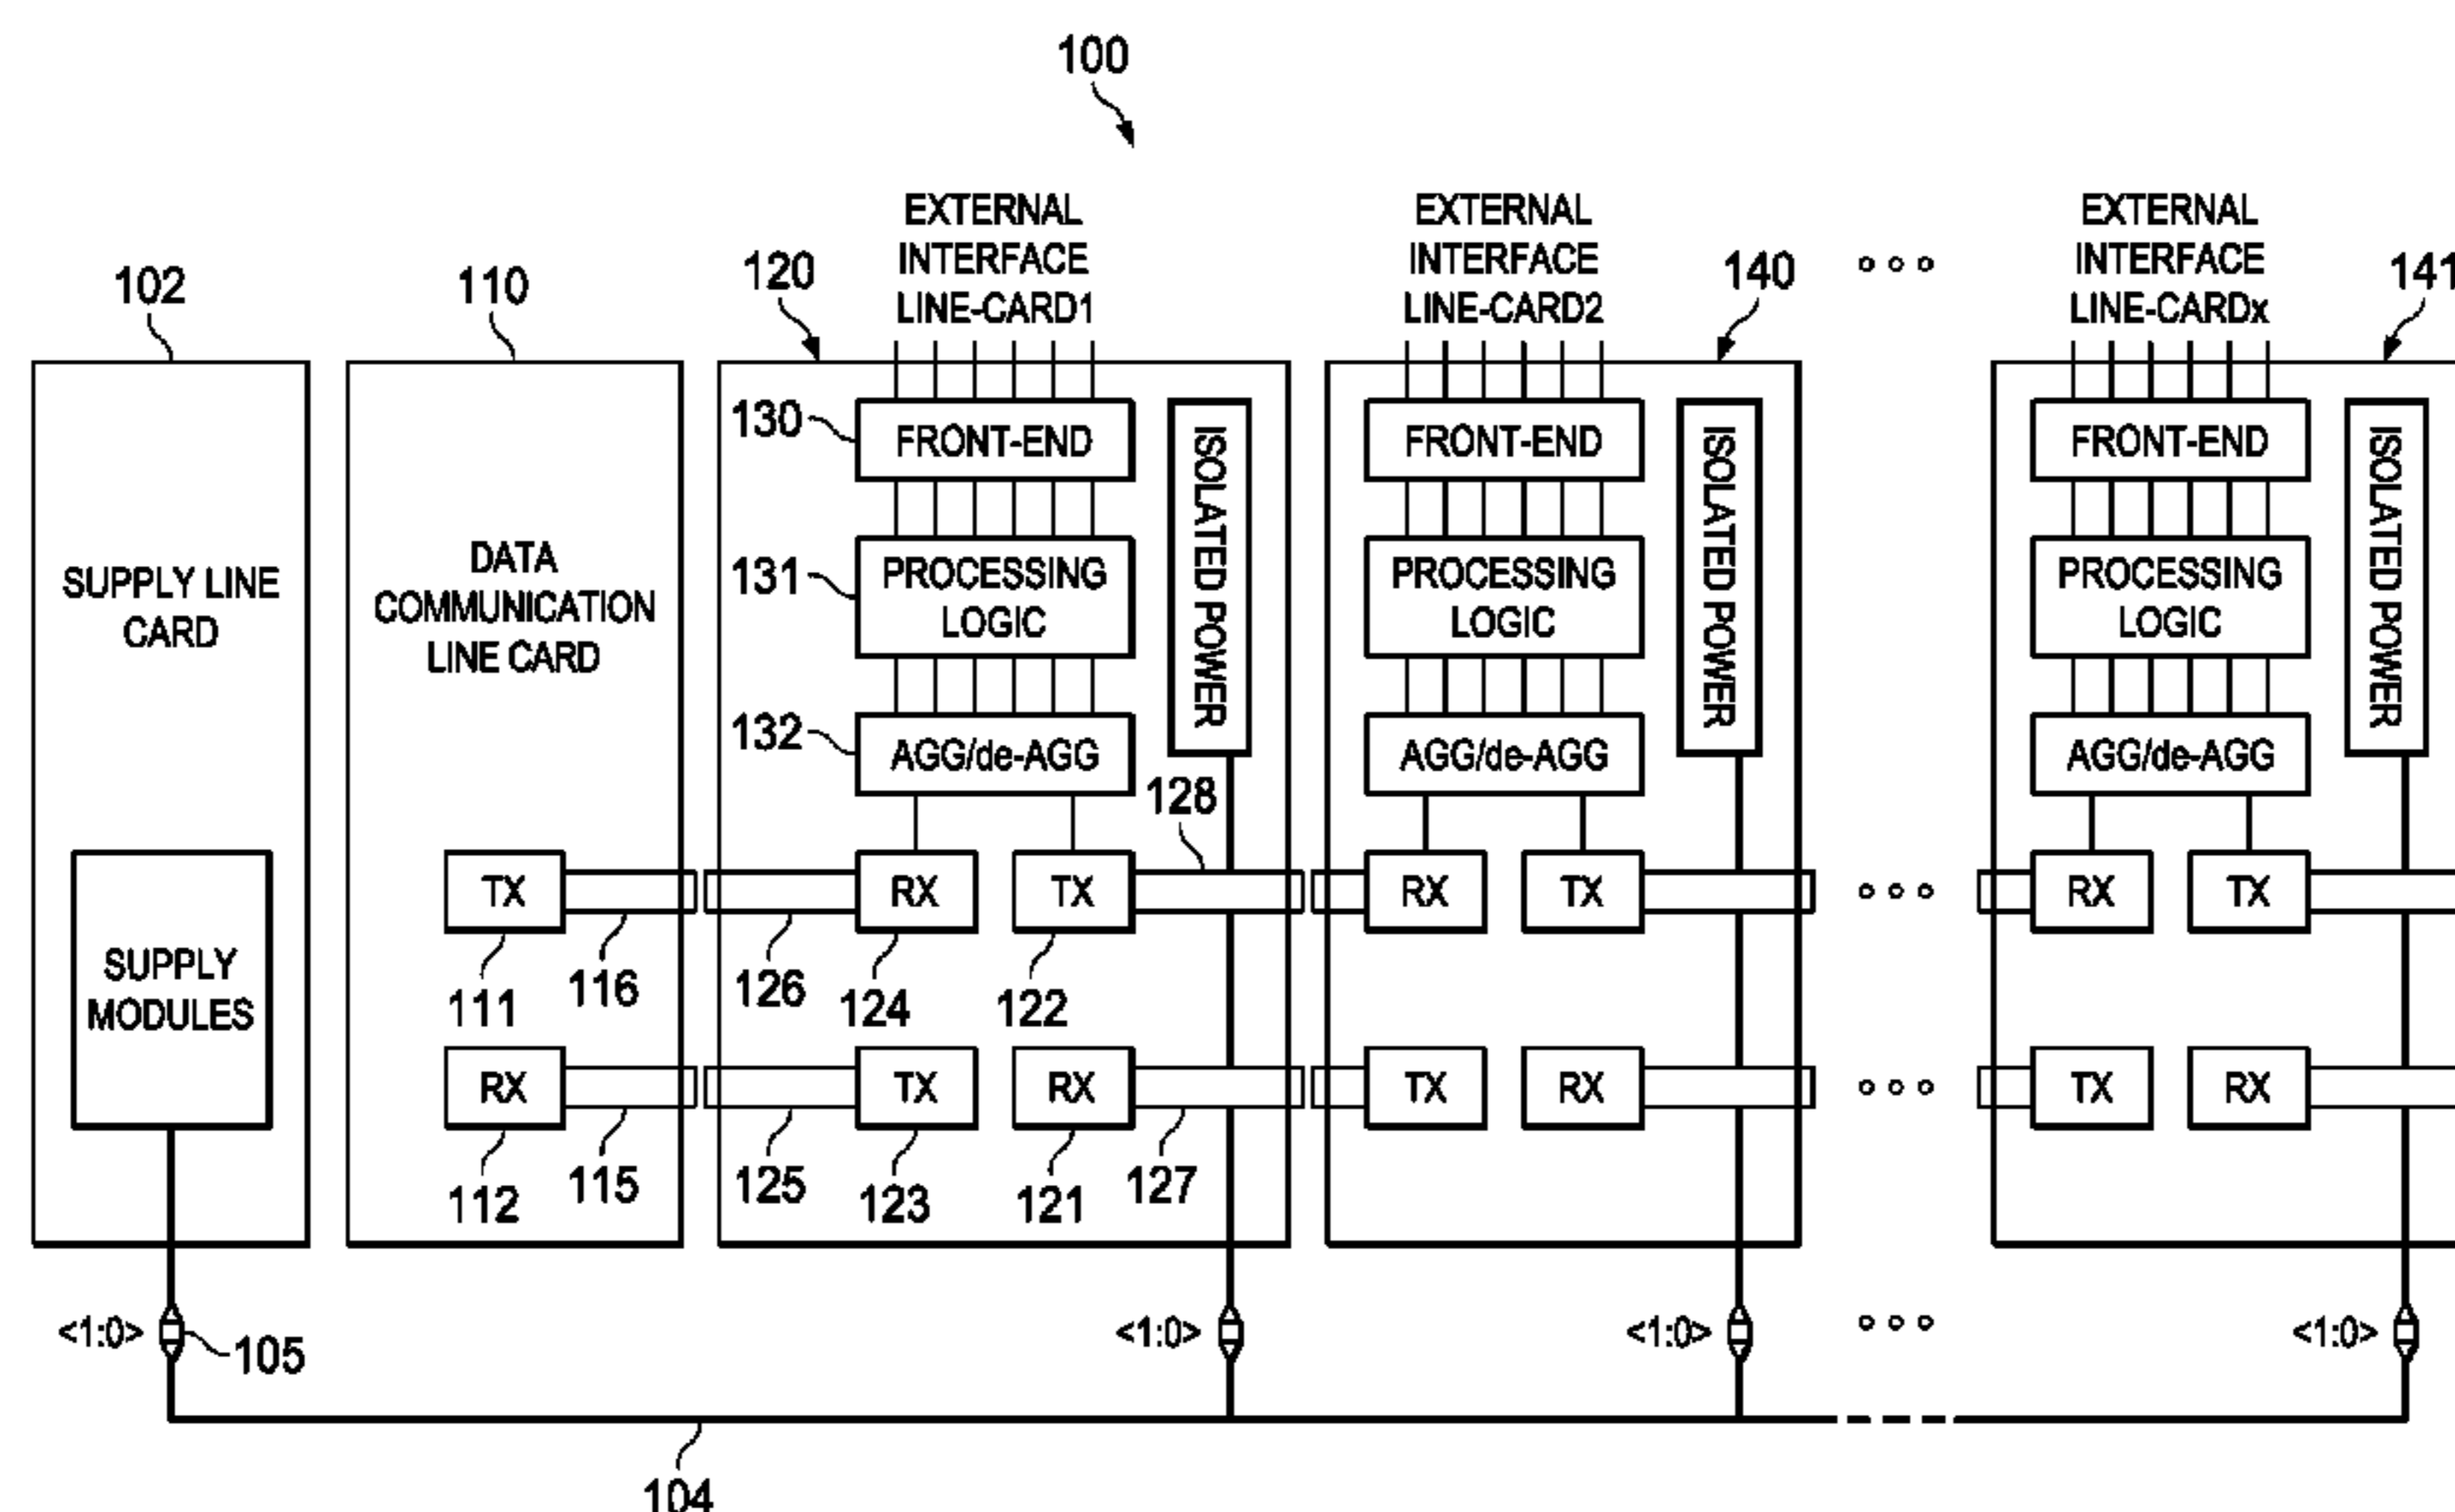 100
EXTERNAL
INTERFACE
LINE-CARD1
EXTERNAL
INTERFACE
LINE-CARD2
EXTERNAL
INTERFACE
LINE-CARDx
102
110
120
140
141
SUPPLY LINE
CARD
SUPPLY
MODULES
DATA
COMMUNICATION
LINE CARD
TX
111
116
RX
112
115
130
FRONT-END
131
PROCESSING
LOGIC
132
AGG/de-AGG
ISOLATED POWER
128
126
RX
124
TX
122
125
TX
123
RX
121
127
FRONT-END
PROCESSING
LOGIC
AGG/de-AGG
ISOLATED POWER
RX
TX
TX
RX
FRONT-END
PROCESSING
LOGIC
AGG/de-AGG
ISOLATED POWER
RX
TX
TX
RX
<1:0>
105
<1:0>
<1:0>
<1:0>
104